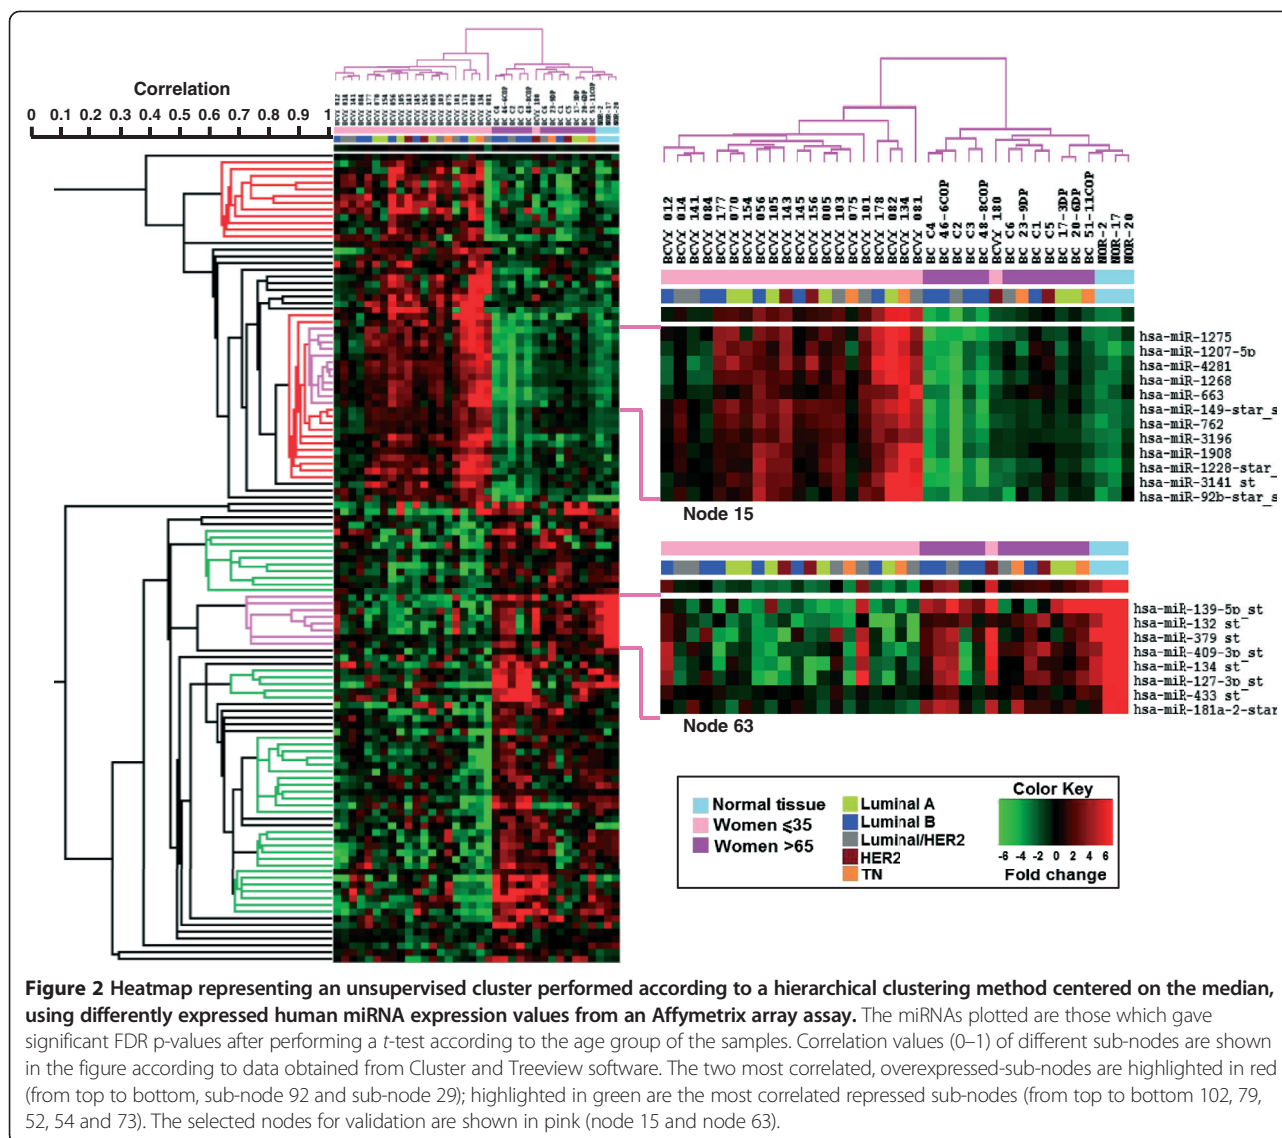 Correlation
0 0.1 0.2 0.3 0.4 0.5 0.6 0.7 0.8 0.9 1
BCVY 012
BCVY 014
BCVY 141
BCVY 084
BCVY 177
BCVY 070
BCVY 154
BCVY 056
BCVY 105
BCVY 143
BCVY 145
BCVY 156
BCVY 005
BCVY 103
BCVY 075
BCVY 101
BCVY 178
BCVY 082
BCVY 134
BCVY 081
BC C4
BC 46-6COP
BC C2
BC C3
BC 48-8COP
BCVY 180
BC C6
BC 23-9DP
BC C1
BC C5
BC 17-3DP
BC 20-6DP
BC 51-11COP
NOR-2
NOR-17
NOR-20
hsa-miR-1275
hsa-miR-1207-5p
hsa-miR-4281
hsa-miR-1268
hsa-miR-663
hsa-miR-149-star_s
hsa-miR-762
hsa-miR-3196
hsa-miR-1908
hsa-miR-1228-star_
hsa-miR-3141_st
hsa-miR-92b-star_s
Node 15
hsa-miR-139-5p_st
hsa-miR-132_st
hsa-miR-379_st
hsa-miR-409-3p_st
hsa-miR-134_st
hsa-miR-127-3p_st
hsa-miR-433_st
hsa-miR-181a-2-star
Node 63
Normal tissue
Women ⩽35
Women >65
Luminal A
Luminal B
Luminal/HER2
HER2
TN
Color Key
-6 -4 -2 0 2 4 6
Fold change
Figure 2 Heatmap representing an unsupervised cluster performed according to a hierarchical clustering method centered on the median,
using differently expressed human miRNA expression values from an Affymetrix array assay. The miRNAs plotted are those which gave
significant FDR p-values after performing a t-test according to the age group of the samples. Correlation values (0–1) of different sub-nodes are shown
in the figure according to data obtained from Cluster and Treeview software. The two most correlated, overexpressed-sub-nodes are highlighted in red
(from top to bottom, sub-node 92 and sub-node 29); highlighted in green are the most correlated repressed sub-nodes (from top to bottom 102, 79,
52, 54 and 73). The selected nodes for validation are shown in pink (node 15 and node 63).